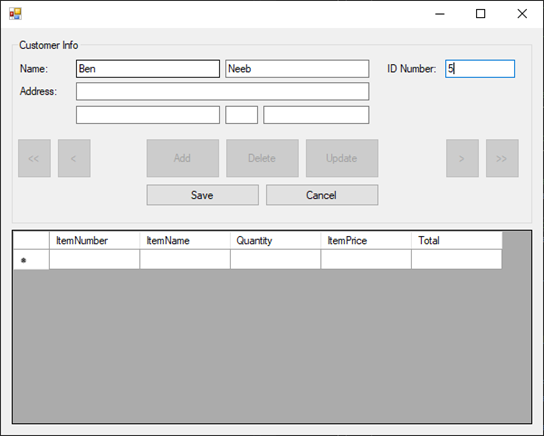 Customer Info
Name: Ben Neeb ID Number: 5
Address:
<< < Add Delete Update > >>
Save Cancel
ItemNumber ItemName Quantity ItemPrice Total
*